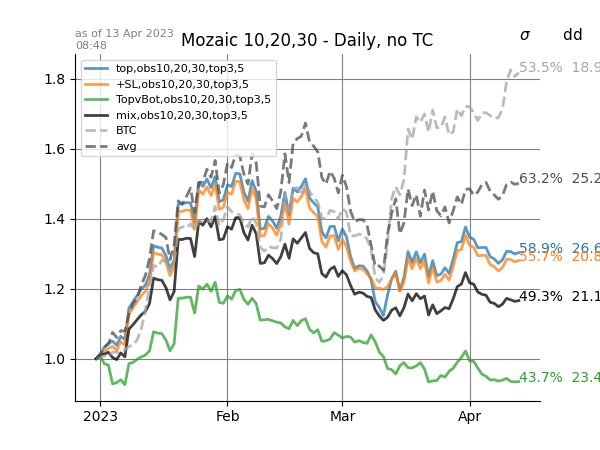 as of 13 Apr 2023
08:48
Mozaic 10,20,30 - Daily, no TC
σ dd
top,obs10,20,30,top3,5
+SL,obs10,20,30,top3,5
TopvBot,obs10,20,30,top3,5
mix,obs10,20,30,top3,5
BTC
avg
1.8
1.6
1.4
1.2
1.0
53.5% 18.9
63.2% 25.2
58.9% 26.6
55.7% 20.8
49.3% 21.1
43.7% 23.4
2023 Feb Mar Apr